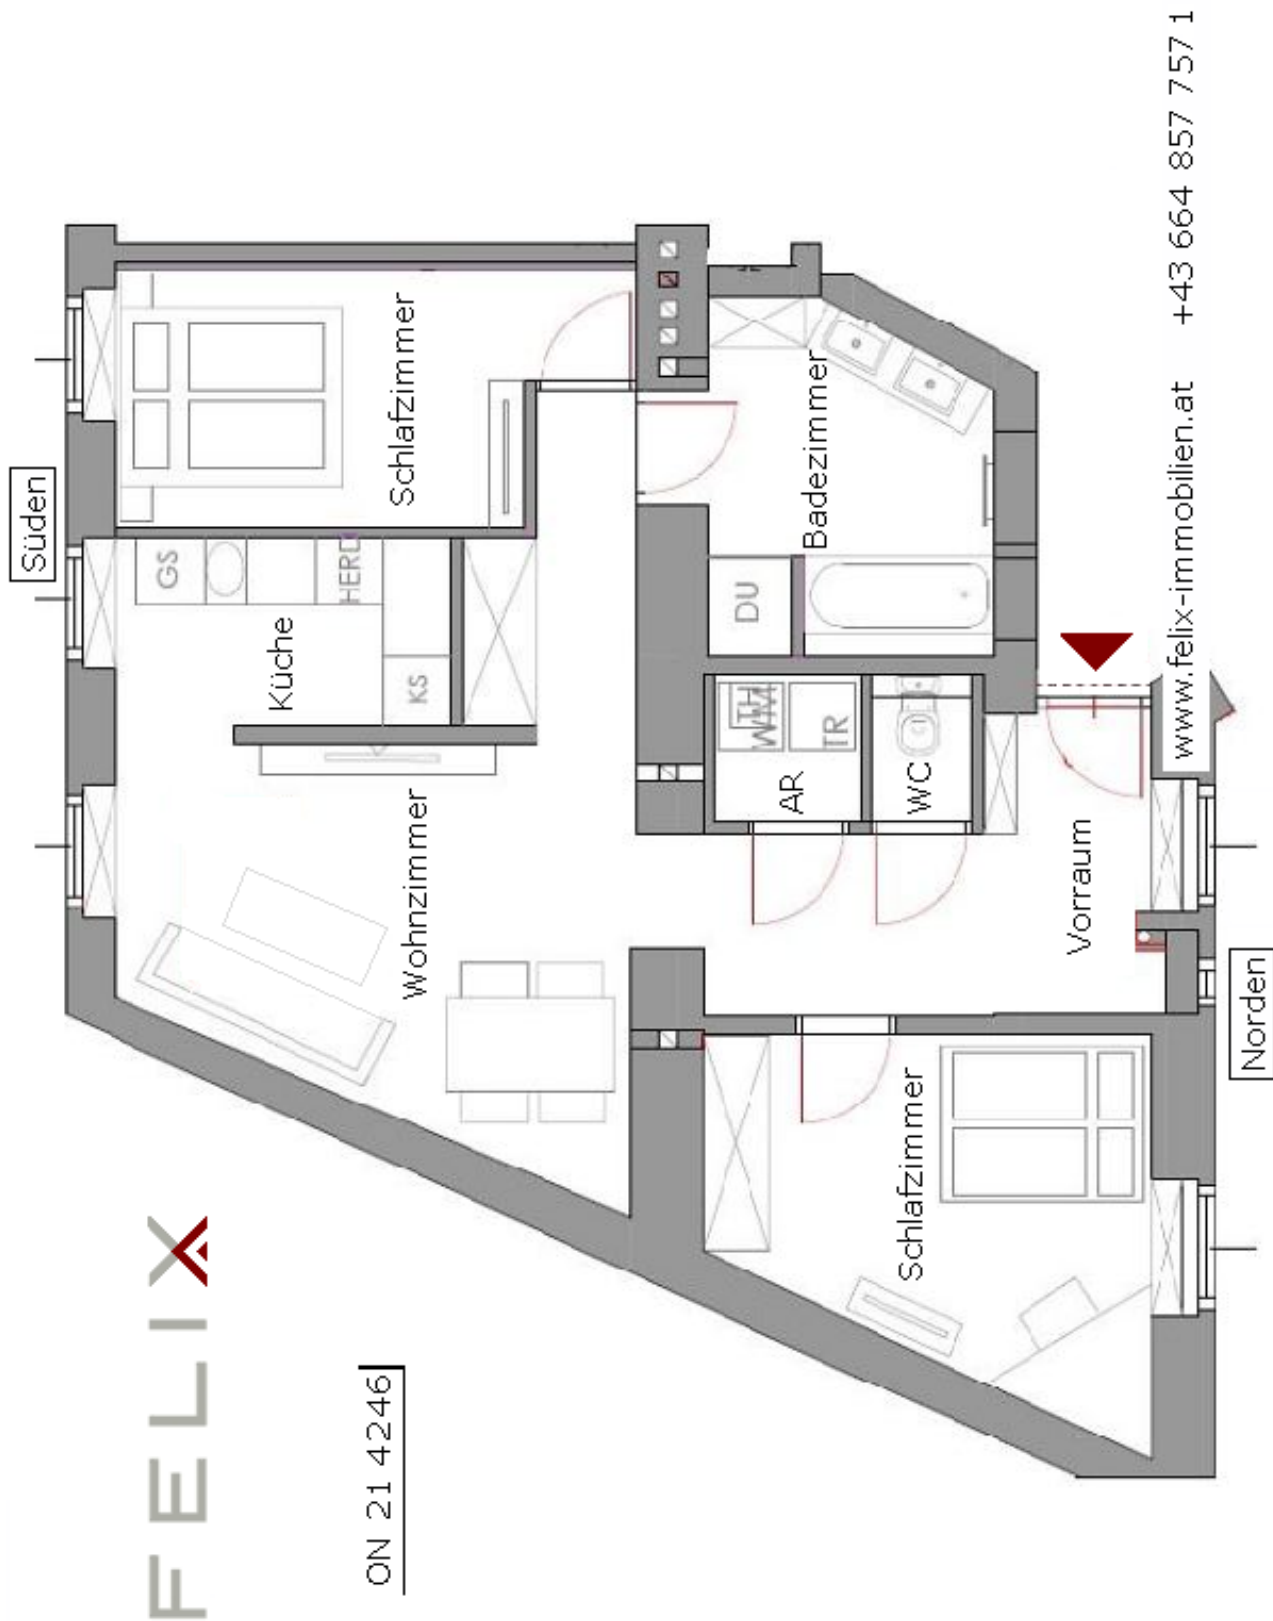 FELIX
ON 21 4246
Süden
Schlafzimmer
GS
HERD
Küche
KS
Wohnzimmer
Badezimmer
DU
TH
WM
TR
AR
WC
Vorraum
Schlafzimmer
Norden
www.felix-immobilien.at +43 664 857 757 1